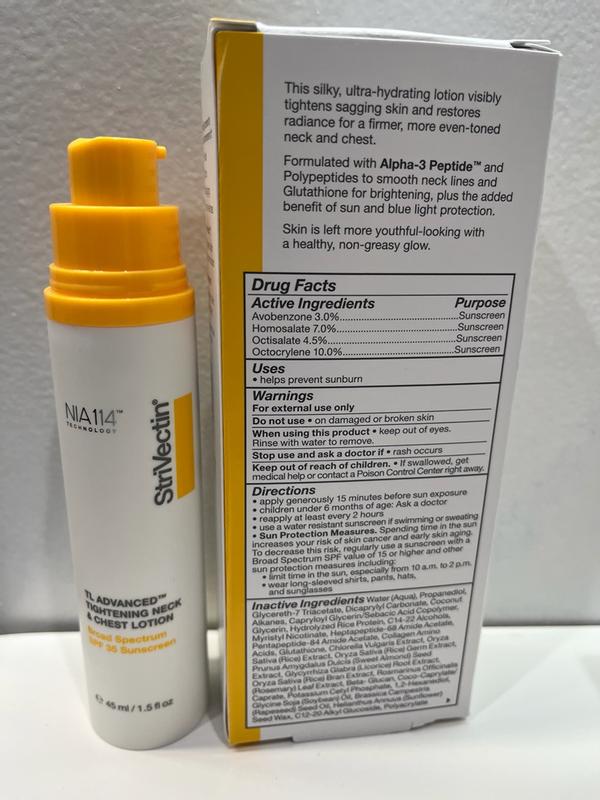 NIA114™
TECHNOLOGY
StriVectin®
TL ADVANCED™
TIGHTENING NECK
& CHEST LOTION
Broad Spectrum
SPF 35 Sunscreen
℮ 45 ml / 1.5 fl oz
This silky, ultra-hydrating lotion visibly
tightens sagging skin and restores
radiance for a firmer, more even-toned
neck and chest.
Formulated with Alpha-3 Peptide™ and
Polypeptides to smooth neck lines and
Glutathione for brightening, plus the added
benefit of sun and blue light protection.
Skin is left more youthful-looking with
a healthy, non-greasy glow.
Drug Facts
Active Ingredients Purpose
Avobenzone 3.0%...Sunscreen
Homosalate 7.0%...Sunscreen
Octisalate 4.5%...Sunscreen
Octocrylene 10.0%...Sunscreen
Uses
• helps prevent sunburn
Warnings
For external use only
Do not use • on damaged or broken skin
When using this product • keep out of eyes.
Rinse with water to remove.
Stop use and ask a doctor if • rash occurs
Keep out of reach of children. • If swallowed, get
medical help or contact a Poison Control Center right away.
Directions
• apply generously 15 minutes before sun exposure
• children under 6 months of age: Ask a doctor
• reapply at least every 2 hours
• use a water resistant sunscreen if swimming or sweating
• Sun Protection Measures. Spending time in the sun
increases your risk of skin cancer and early skin aging.
To decrease this risk, regularly use a sunscreen with a
Broad Spectrum SPF value of 15 or higher and other
sun protection measures including:
• limit time in the sun, especially from 10 a.m. to 2 p.m.
• wear long-sleeved shirts, pants, hats,
and sunglasses
Inactive Ingredients Water (Aqua), Propanediol,
Glycereth-7 Triacetate, Dicaprylyl Carbonate, Coconut
Alkanes, Capryloyl Glycerin/Sebacic Acid Copolymer,
Glycerin, Hydrolyzed Rice Protein, C14-22 Alcohols,
Myristyl Nicotinate, Heptapeptide-68 Amide Acetate,
Pentapeptide-84 Amide Acetate, Collagen Amino
Acids, Glutathione, Chlorella Vulgaris Extract, Oryza
Sativa (Rice) Extract, Oryza Sativa (Rice) Germ Extract,
Prunus Amygdalus Dulcis (Sweet Almond) Seed
Extract, Glycyrrhiza Glabra (Licorice) Root Extract,
Oryza Sativa (Rice) Bran Extract, Rosmarinus Officinalis
(Rosemary) Leaf Extract, Beta-Glucan, Coco-Caprylate/
Caprate, Potassium Cetyl Phosphate, 1,2-Hexanediol,
Glycine Soja (Soybean) Oil, Brassica Campestris
(Rapeseed) Seed Oil, Helianthus Annuus (Sunflower)
Seed Wax, C12-20 Alkyl Glucoside, Polyacrylate